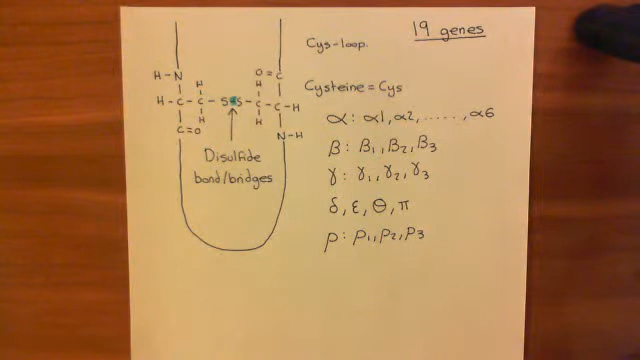 19 genes
Cys-loop.
Cysteine = Cys
α: α1, α2, ......, α6
β: β1, β2, β3
γ: γ1, γ2, γ3
δ, ε, θ, π
ρ: ρ1, ρ2, ρ3
H-N O=C
H H
H-C-C-S-S-C-C-H
H H
C=O N-H
Disulfide
bond/bridges